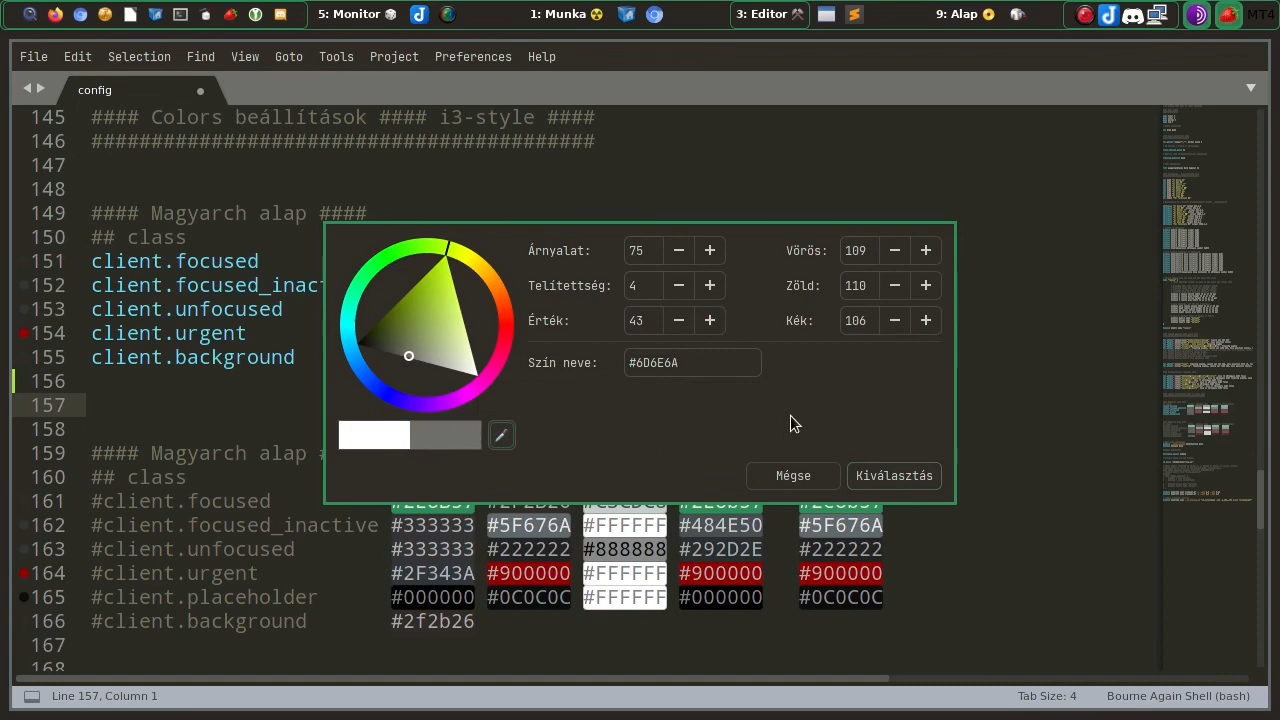 5: Monitor
1: Munka
3: Editor
9: Alap
MT4
File Edit Selection Find View Goto Tools Project Preferences Help
config
145 #### Colors beállítások #### i3-style ####
146 ##########################################
147
148
149 #### Magyarch alap ####
150 ## class
151 client.focused
152 client.focused_inact
153 client.unfocused
154 client.urgent
155 client.background
156
157
158
159 #### Magyarch alap #
160 ## class
161 #client.focused
162 #client.focused_inactive #333333 #5F676A #FFFFFF #484E50 #5F676A
163 #client.unfocused #333333 #222222 #888888 #292D2E #222222
164 #client.urgent #2F343A #900000 #FFFFFF #900000 #900000
165 #client.placeholder #000000 #0C0C0C #FFFFFF #000000 #0C0C0C
166 #client.background #2f2b26
167
168
Árnyalat: 75 − + Vörös: 109 − +
Telítettség: 4 − + Zöld: 110 − +
Érték: 43 − + Kék: 106 − +
Szín neve: #6D6E6A
Mégse Kiválasztás
Line 157, Column 1 Tab Size: 4 Bourne Again Shell (bash)